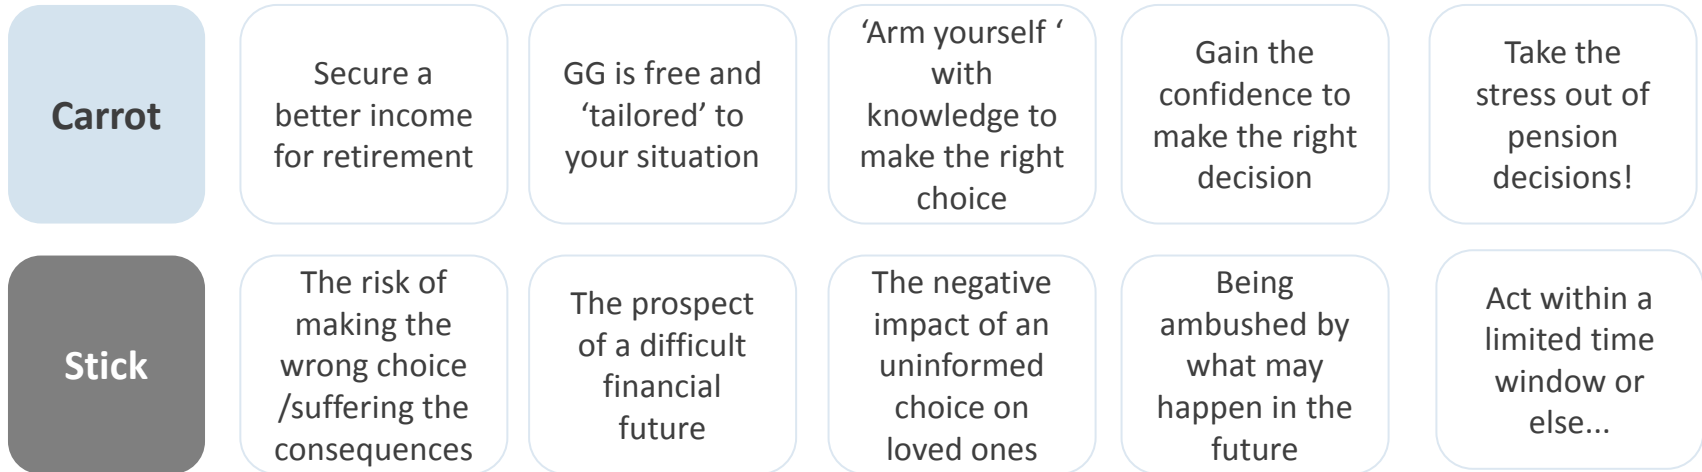 Carrot
Secure a
better income
for retirement
GG is free and
‘tailored’ to
your situation
‘Arm yourself ‘
with
knowledge to
make the right
choice
Gain the
confidence to
make the right
decision
Take the
stress out of
pension
decisions!
Stick
The risk of
making the
wrong choice
/suffering the
consequences
The prospect
of a difficult
financial
future
The negative
impact of an
uninformed
choice on
loved ones
Being
ambushed by
what may
happen in the
future
Act within a
limited time
window or
else...